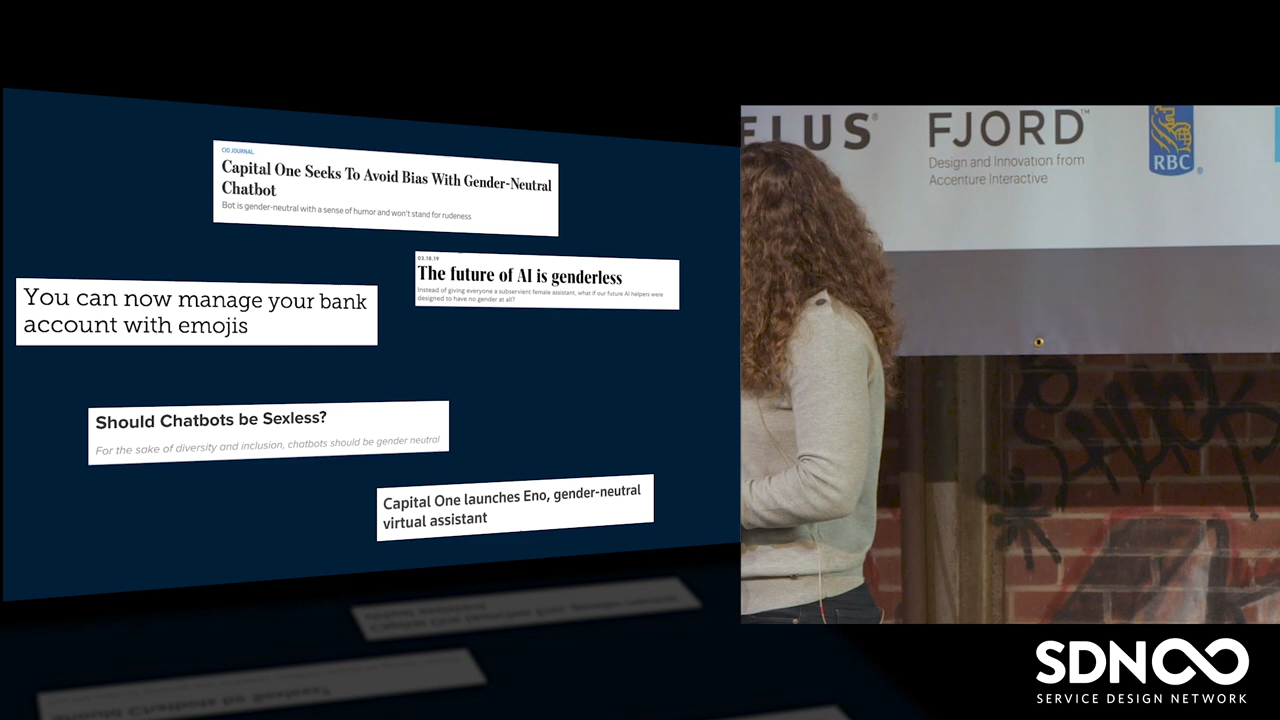 CIO JOURNAL.
Capital One Seeks To Avoid Bias With Gender-Neutral
Chatbot
Bot is gender-neutral with a sense of humor and won't stand for rudeness
03.18.19
The future of AI is genderless
Instead of giving everyone a subservient female assistant, what if our future AI helpers were
designed to have no gender at all?
You can now manage your bank
account with emojis
Should Chatbots be Sexless?
For the sake of diversity and inclusion, chatbots should be gender neutral
Capital One launches Eno, gender-neutral
virtual assistant
ELUS®
FJORD™
Design and Innovation from
Accenture Interactive
RBC®
SDN
SERVICE DESIGN NETWORK